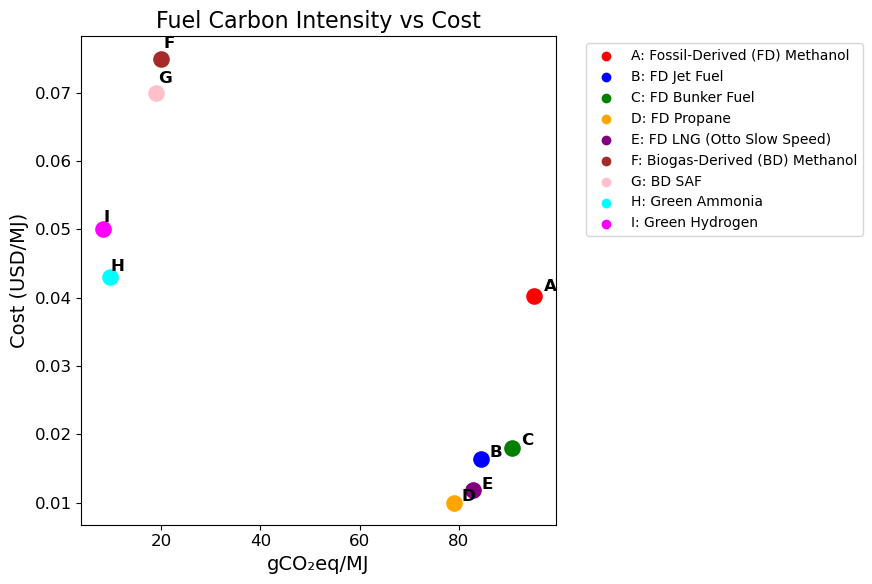 Fuel Carbon Intensity vs Cost
F
G
I
H
A
C
B
E
D
0.07
0.06
0.05
0.04
0.03
0.02
0.01
Cost (USD/MJ)
20
40
60
80
gCO₂eq/MJ
A: Fossil-Derived (FD) Methanol
B: FD Jet Fuel
C: FD Bunker Fuel
D: FD Propane
E: FD LNG (Otto Slow Speed)
F: Biogas-Derived (BD) Methanol
G: BD SAF
H: Green Ammonia
I: Green Hydrogen